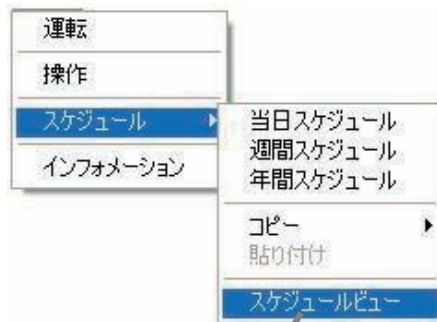 運転
操作
スケジュール
インフォメーション
当日スケジュール
週間スケジュール
年間スケジュール
コピー
貼り付け
スケジュールビュー